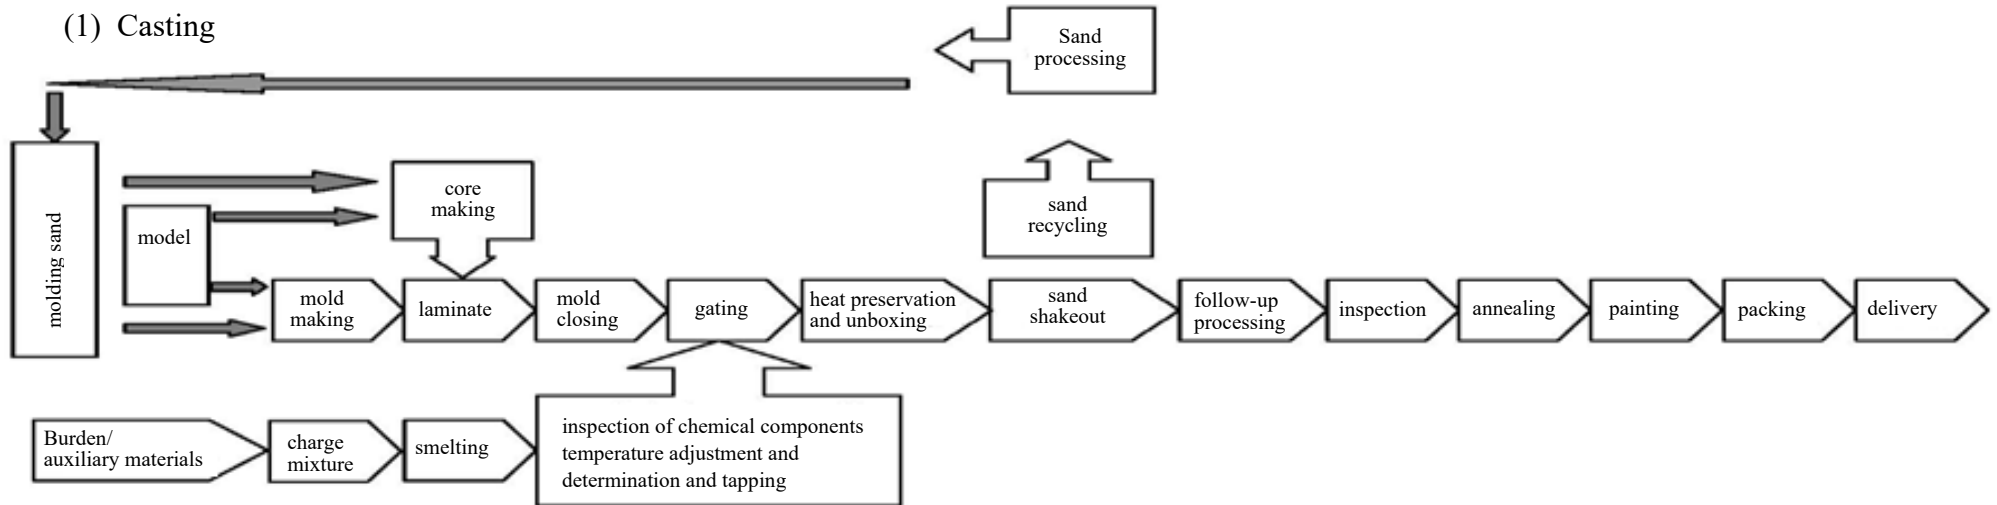 (1) Casting
Sand
processing
molding sand
model
core
making
sand
recycling
mold
making
laminate
mold
closing
gating
heat preservation
and unboxing
sand
shakeout
follow-up
processing
inspection
annealing
painting
packing
delivery
Burden/
auxiliary materials
charge
mixture
smelting
inspection of chemical components
temperature adjustment and
determination and tapping